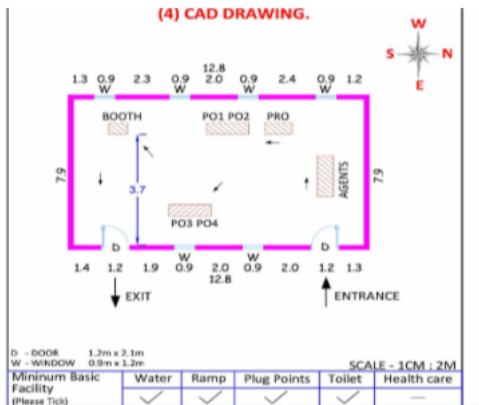 (4) CAD DRAWING.
W
S N
E
12.8
1.3 0.9 2.3 0.9 2.0 0.9 2.4 0.9 1.2
W W W W
BOOTH PO1 PO2 PRO
7.9 3.7 AGENTS 7.9
PO3 PO4
D D
W W
1.4 1.2 1.9 0.9 2.0 0.9 2.0 1.2 1.3
12.8
EXIT ENTRANCE
D - DOOR 1.2m x 2.1m
W - WINDOW 0.9m x 1.2m
SCALE - 1CM : 2M
Mininum Basic Water Ramp Plug Points Toilet Health care
Facility
(Please Tick)